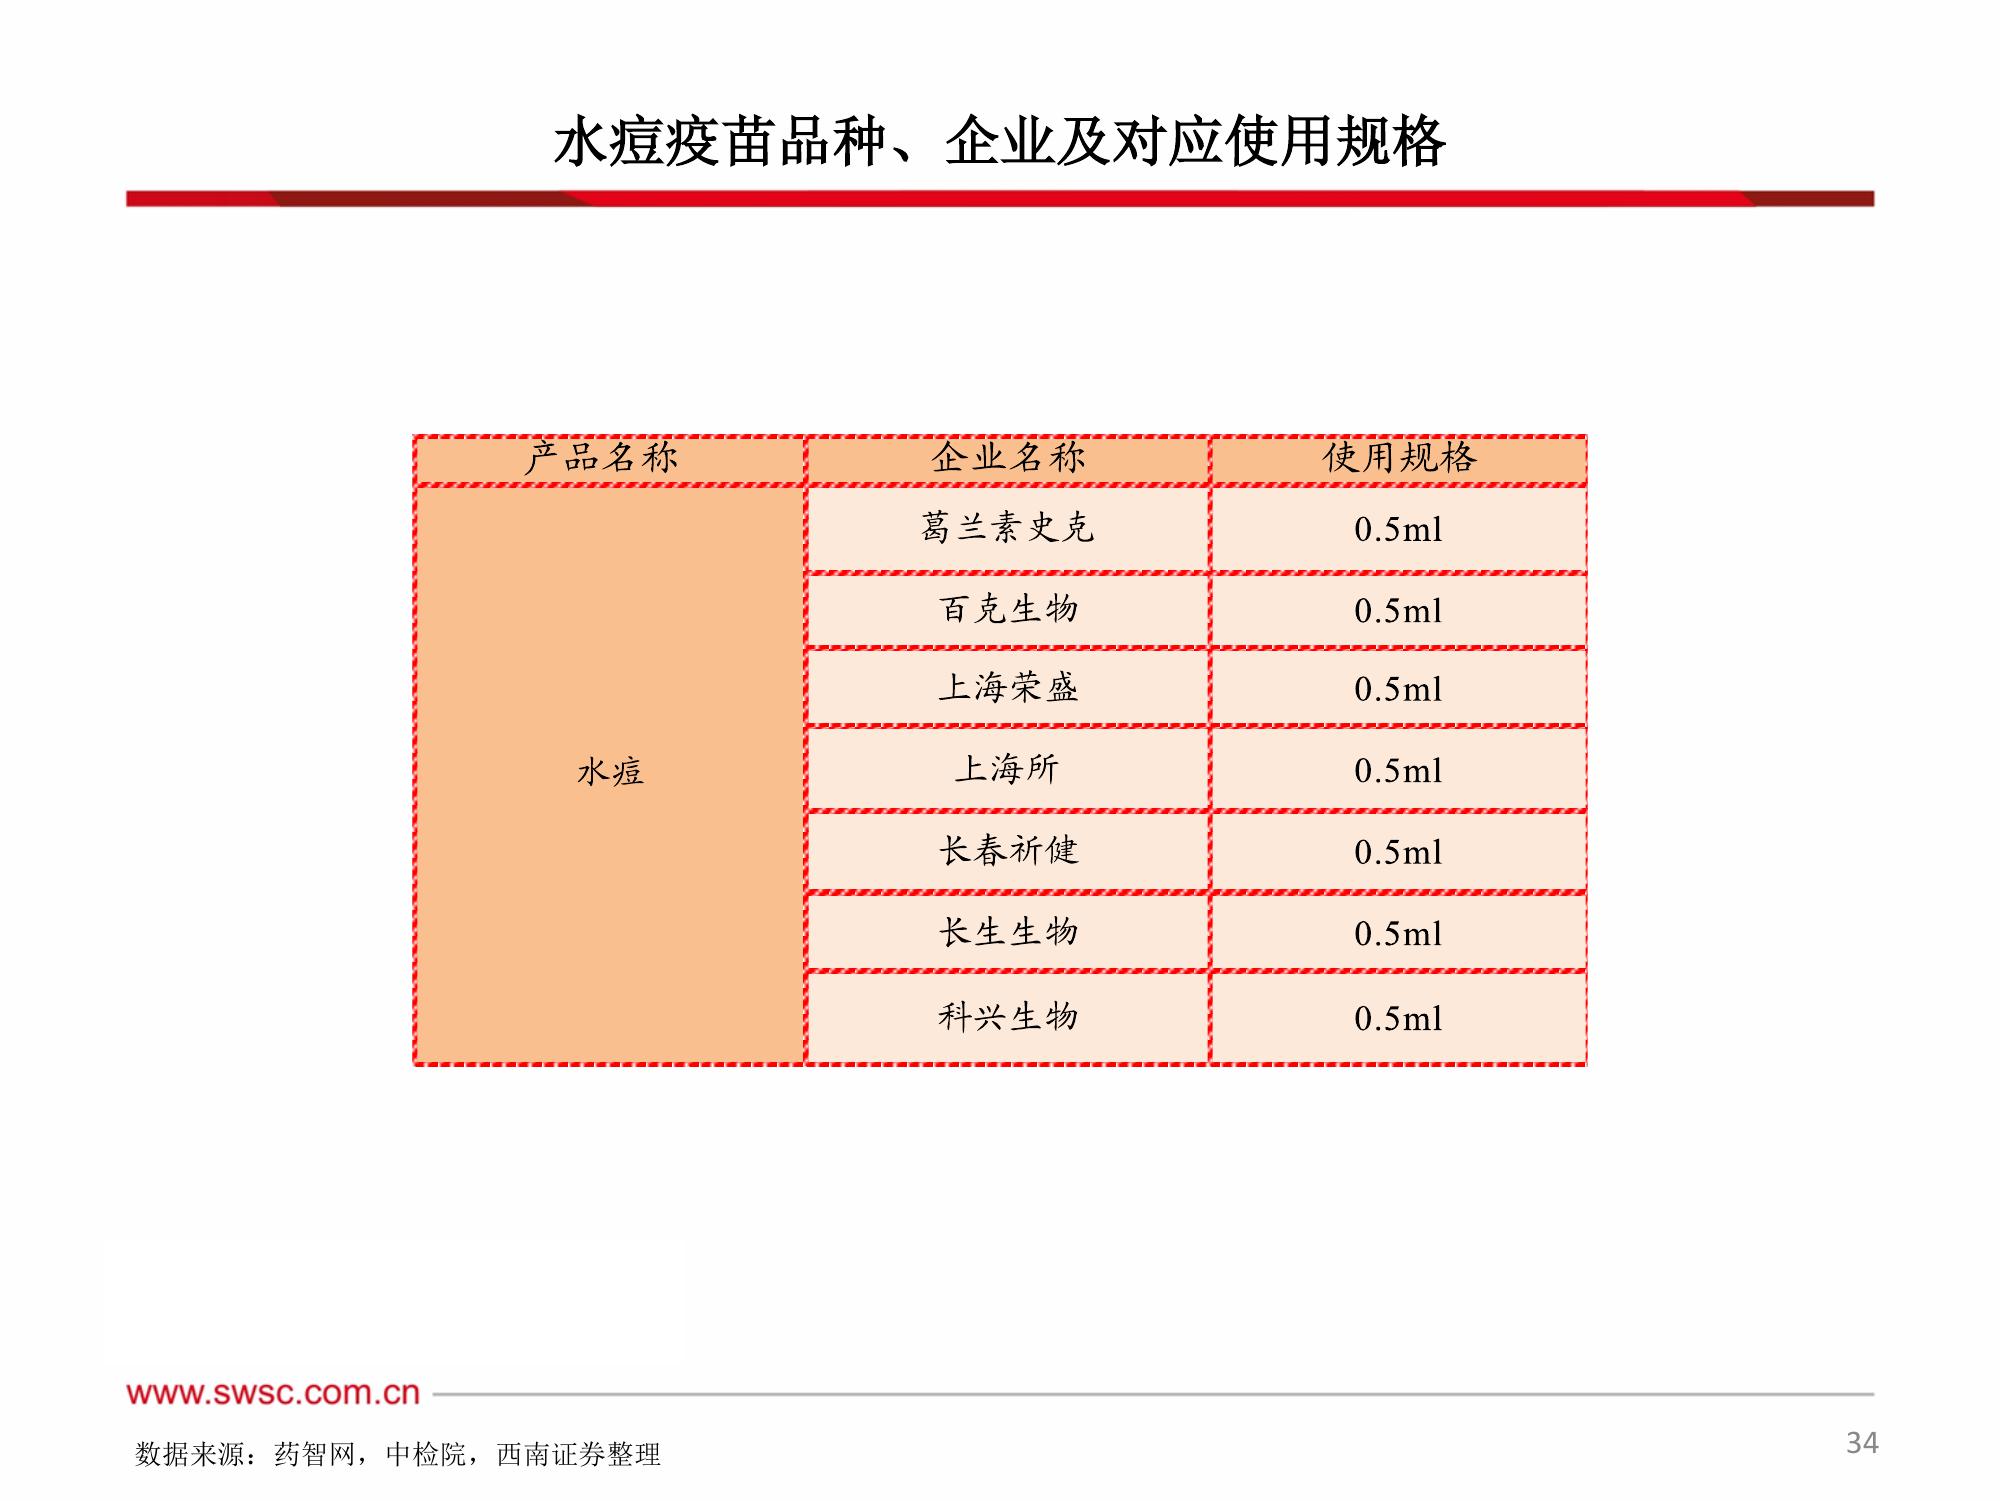 水痘疫苗品种、企业及对应使用规格
产品名称 企业名称 使用规格
水痘
葛兰素史克 0.5ml
百克生物 0.5ml
上海荣盛 0.5ml
上海所 0.5ml
长春祈健 0.5ml
长生生物 0.5ml
科兴生物 0.5ml
www.swsc.com.cn
数据来源：药智网，中检院，西南证券整理
34